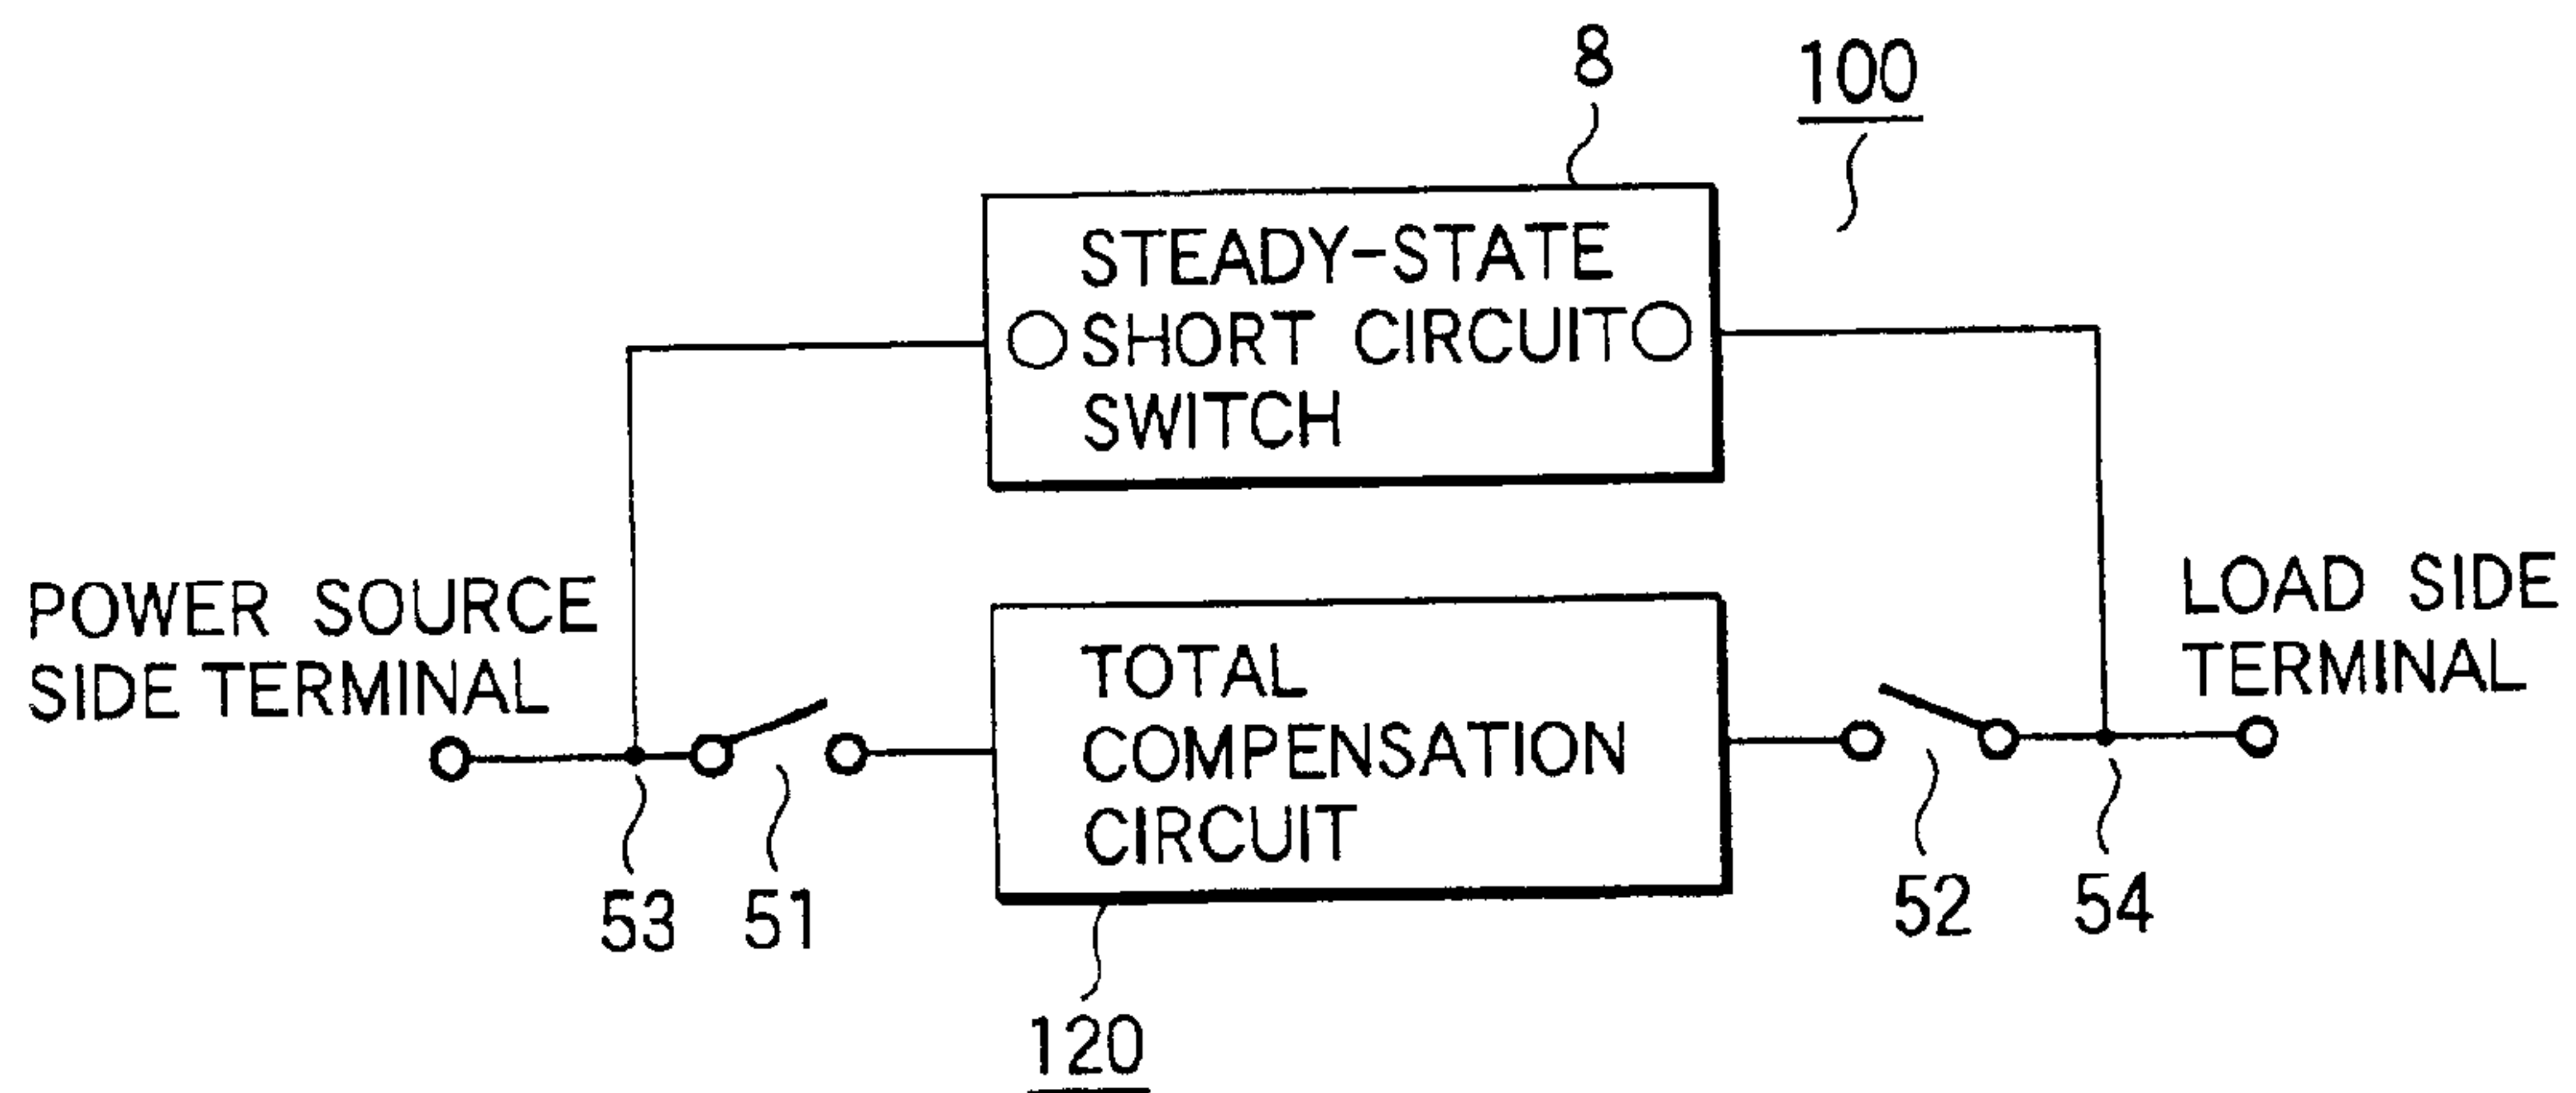 8
100
STEADY-STATE
SHORT CIRCUIT
SWITCH
POWER SOURCE
SIDE TERMINAL
LOAD SIDE
TERMINAL
TOTAL
COMPENSATION
CIRCUIT
53
51
52
54
120